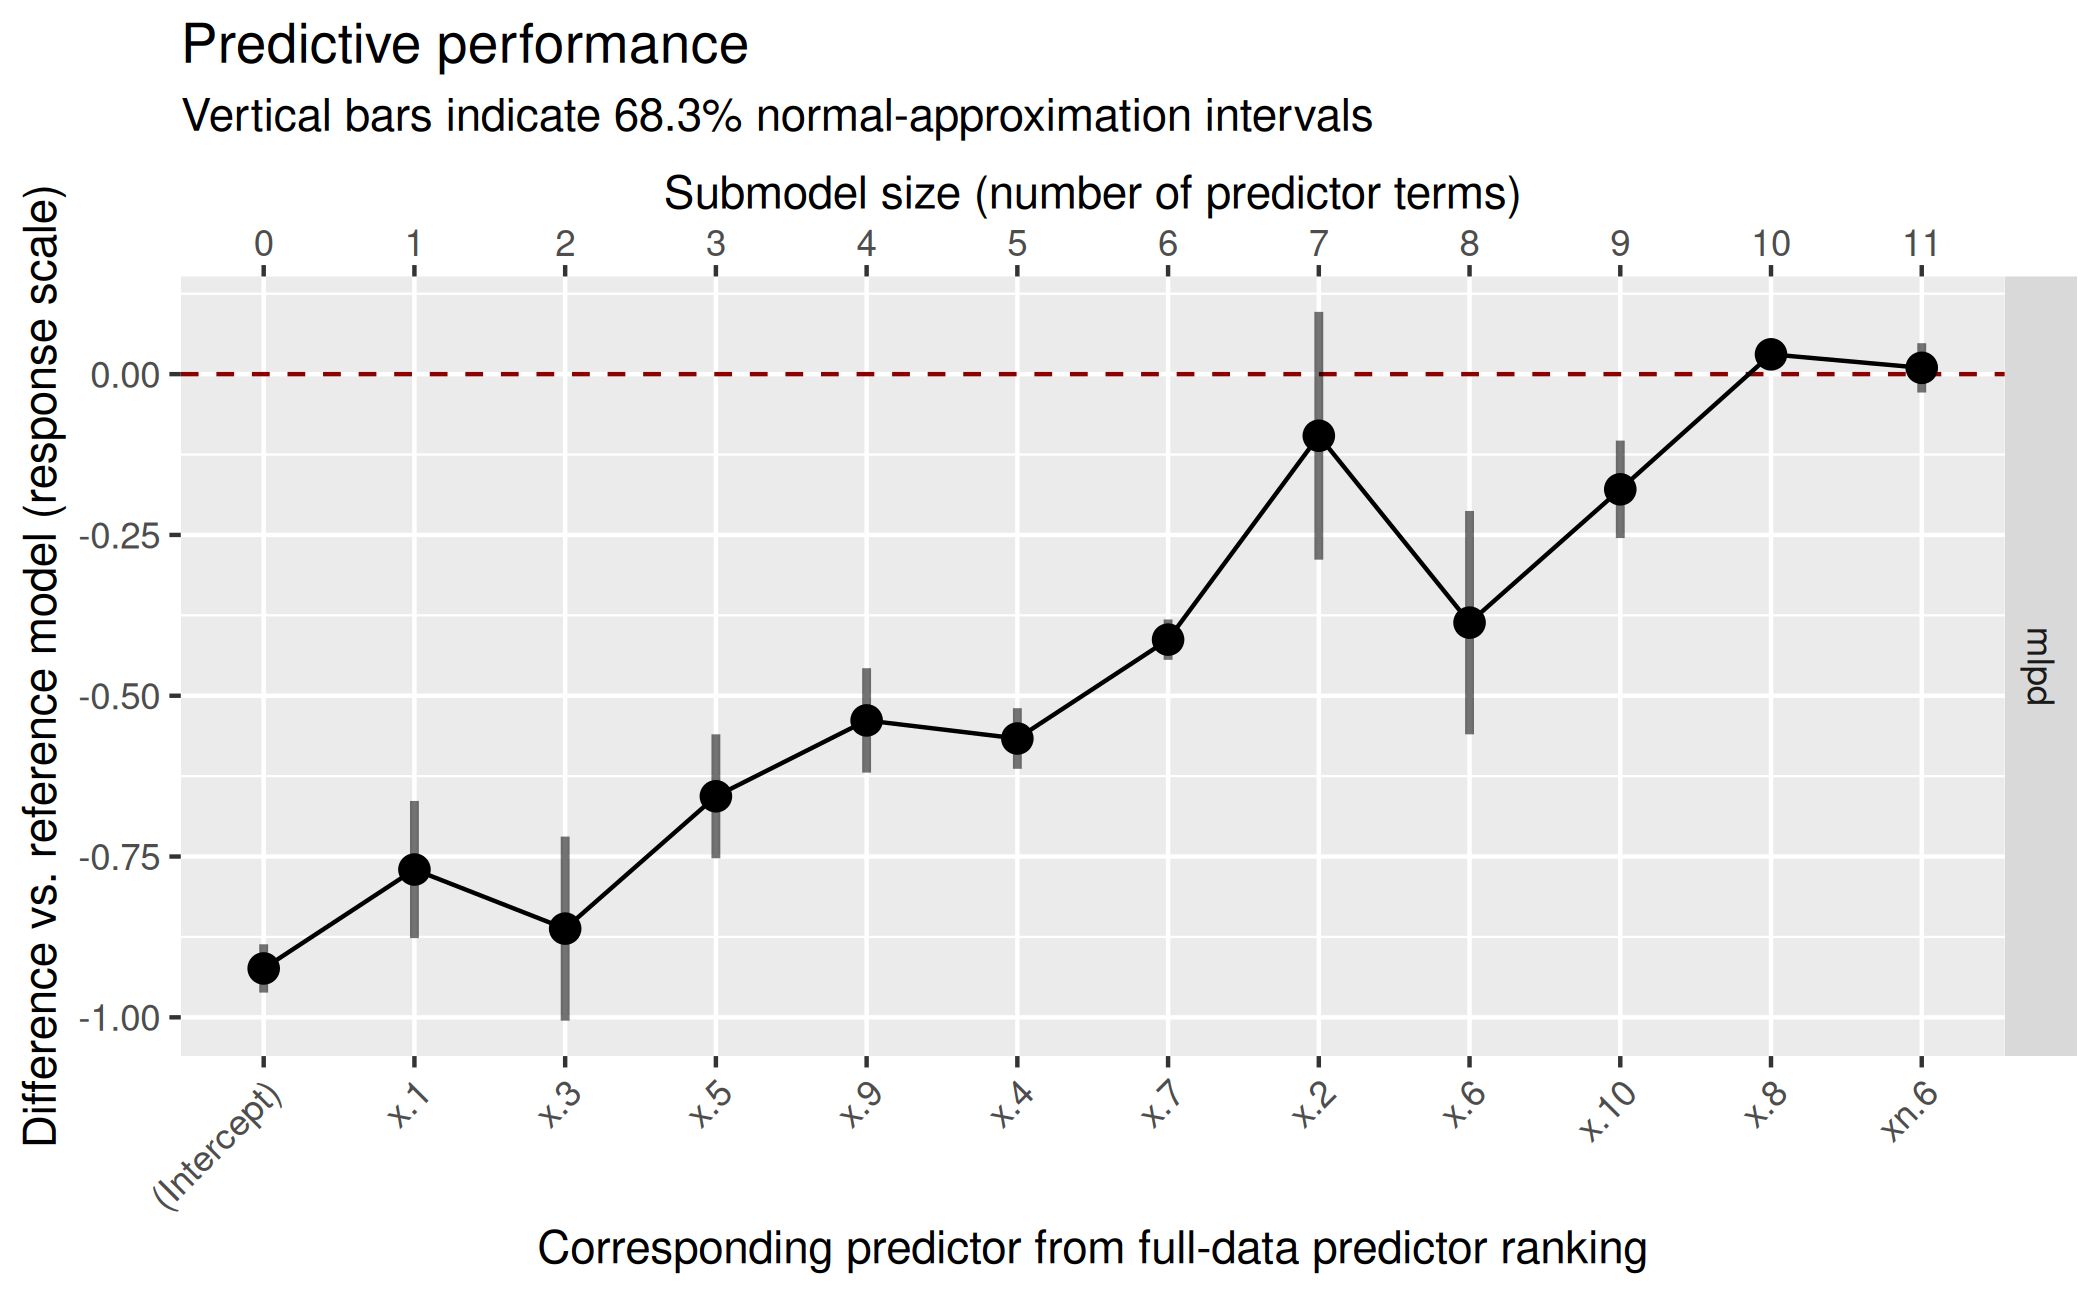 Predictive performance
Vertical bars indicate 68.3% normal-approximation intervals
Submodel size (number of predictor terms)
0 1 2 3 4 5 6 7 8 9 10 11
Difference vs. reference model (response scale)
0.00
-0.25
-0.50
-0.75
-1.00
mlpd
(Intercept) x.1 x.3 x.5 x.9 x.4 x.7 x.2 x.6 x.10 x.8 xn.6
Corresponding predictor from full-data predictor ranking